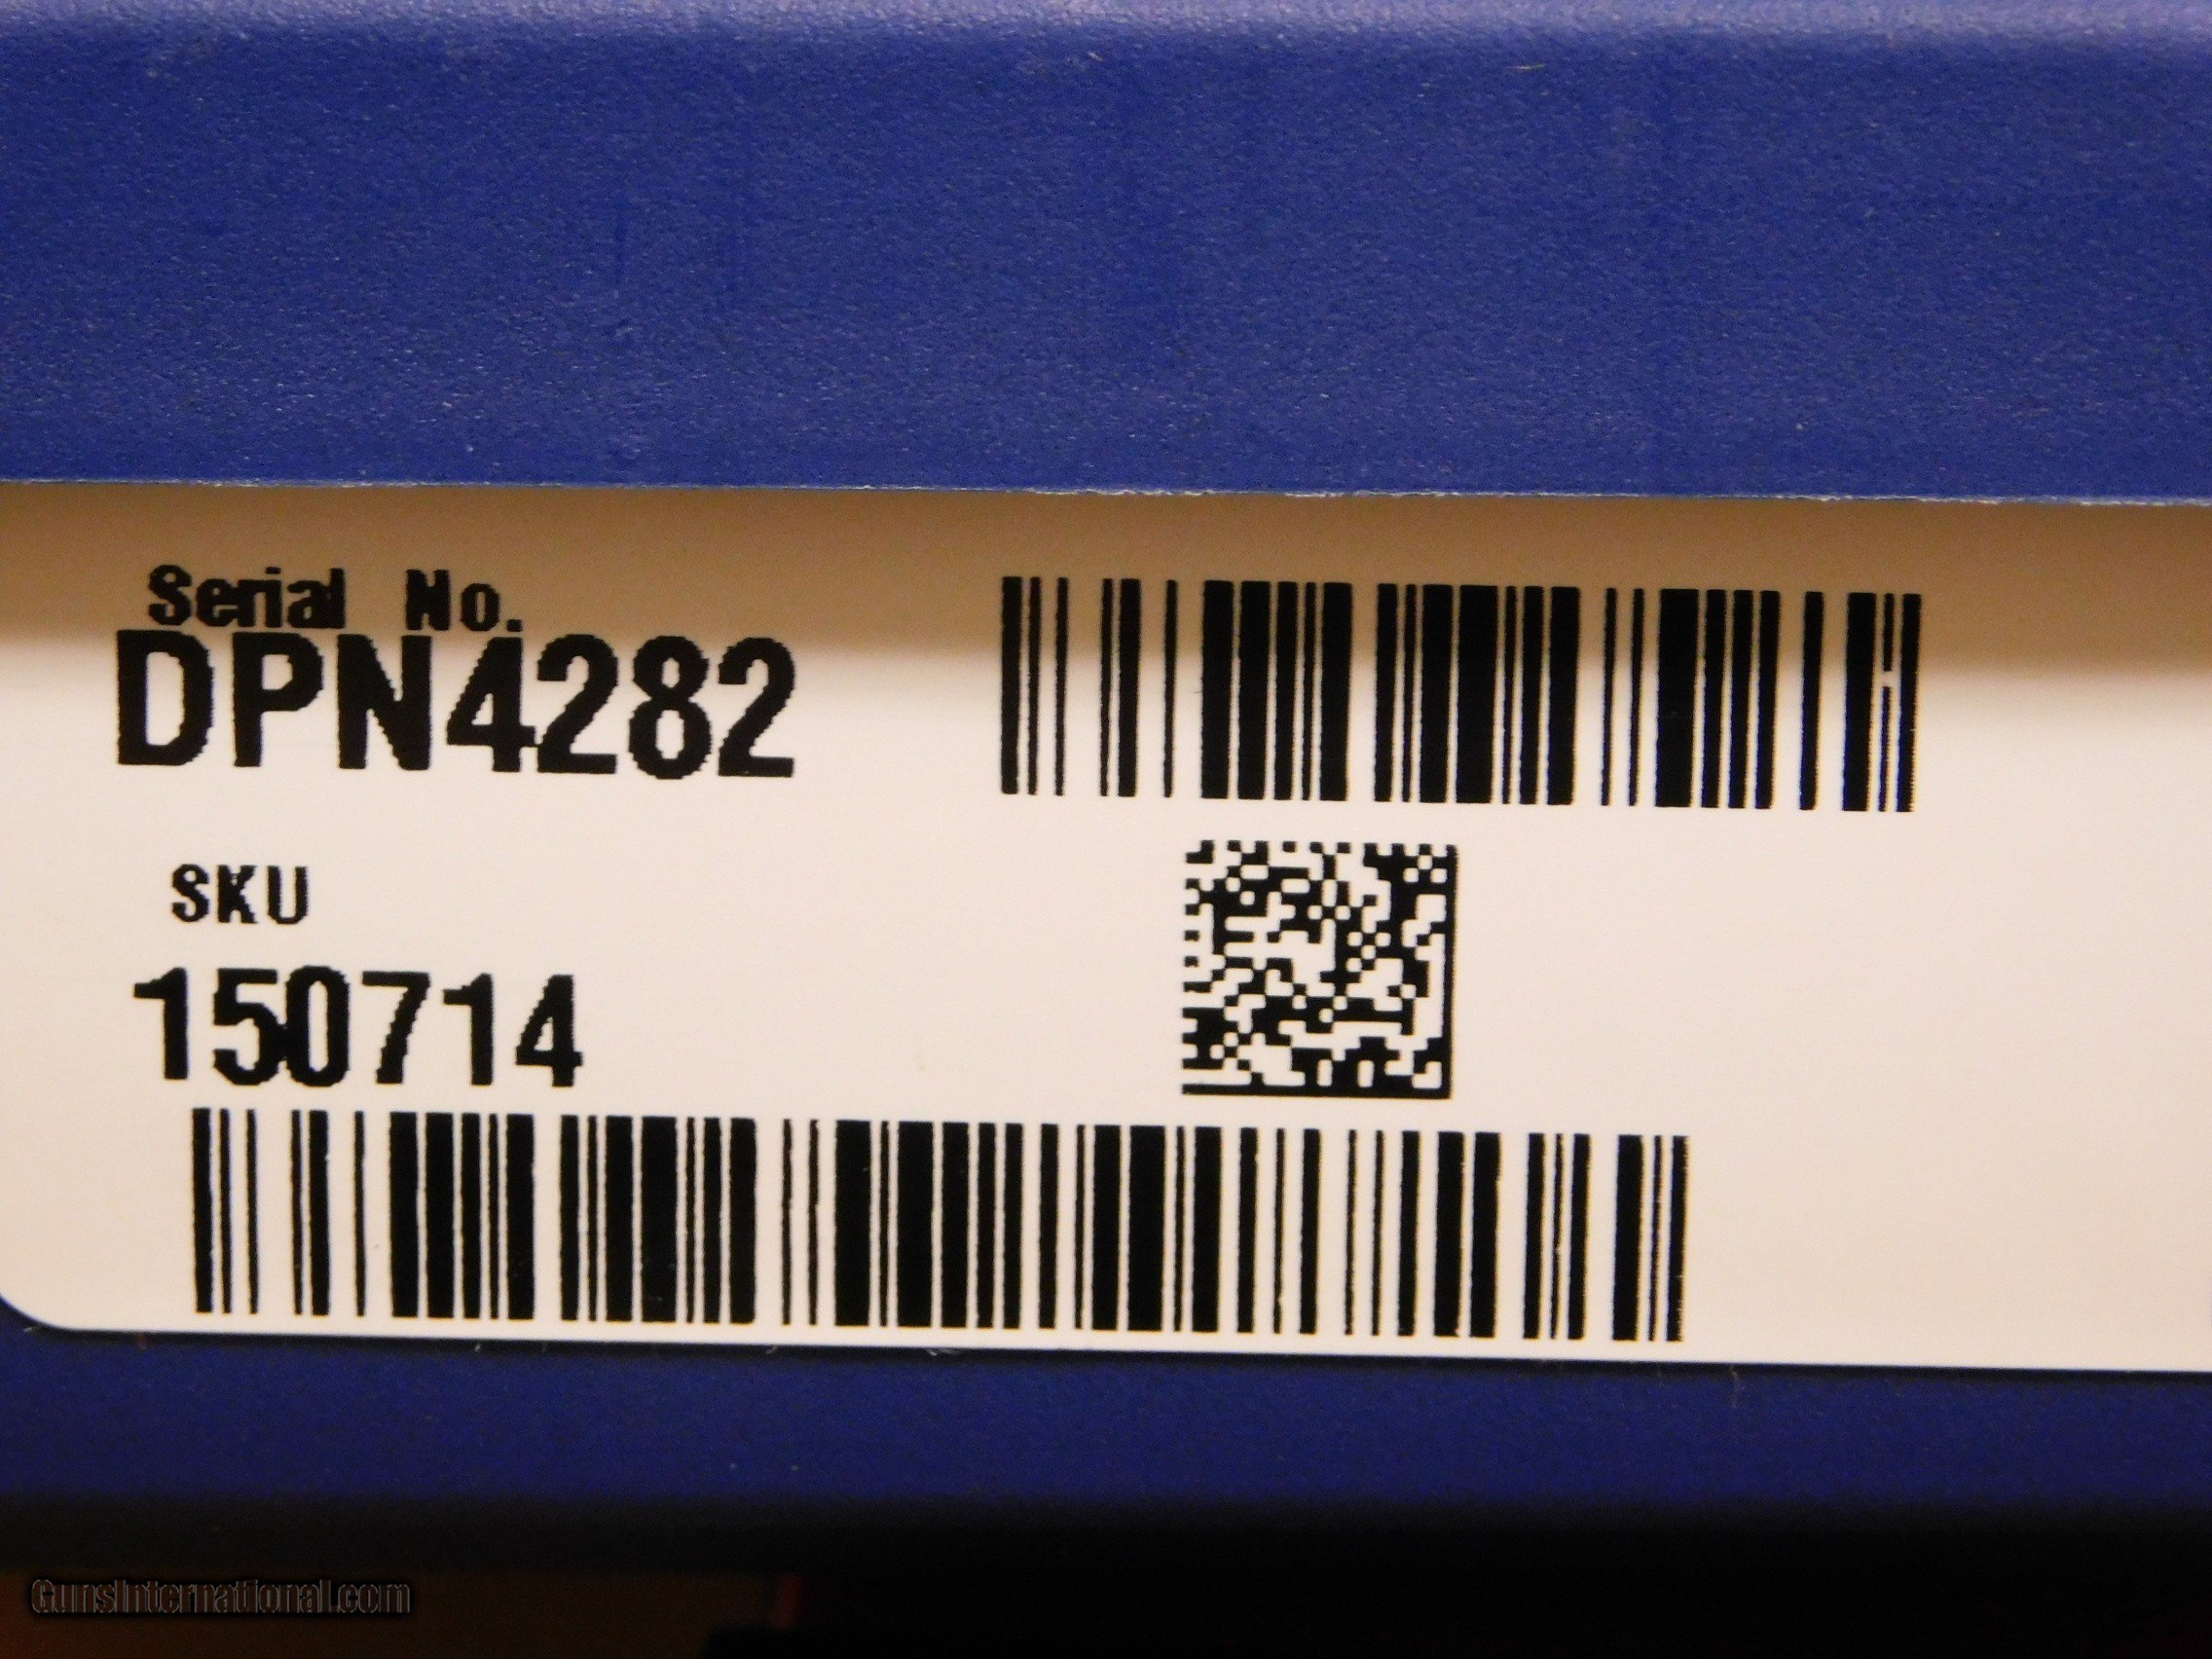 Serial No.
DPN4282
SKU
150714
GunsInternational.com